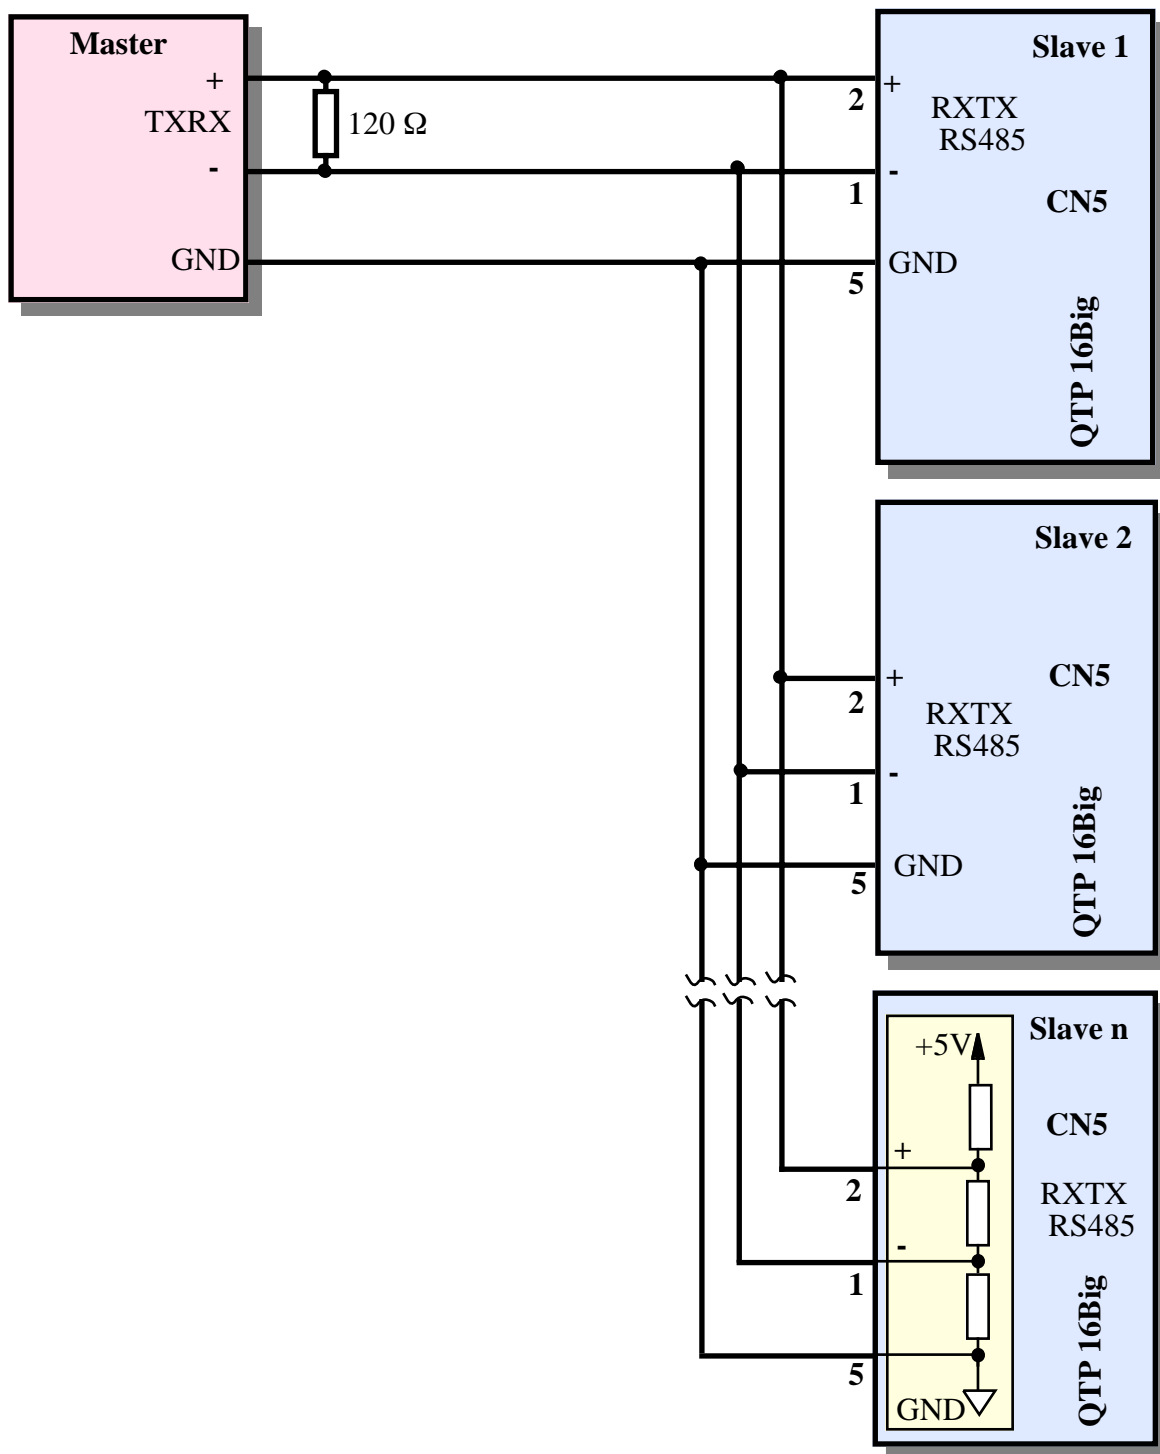 Master
+
TXRX
-
GND
120 Ω
Slave 1
2
+
RXTX
RS485
1
-
CN5
5
GND
QTP 16Big
Slave 2
CN5
2
+
RXTX
RS485
1
-
5
GND
QTP 16Big
Slave n
+5V
CN5
+
2
RXTX
RS485
-
1
5
GND
QTP 16Big